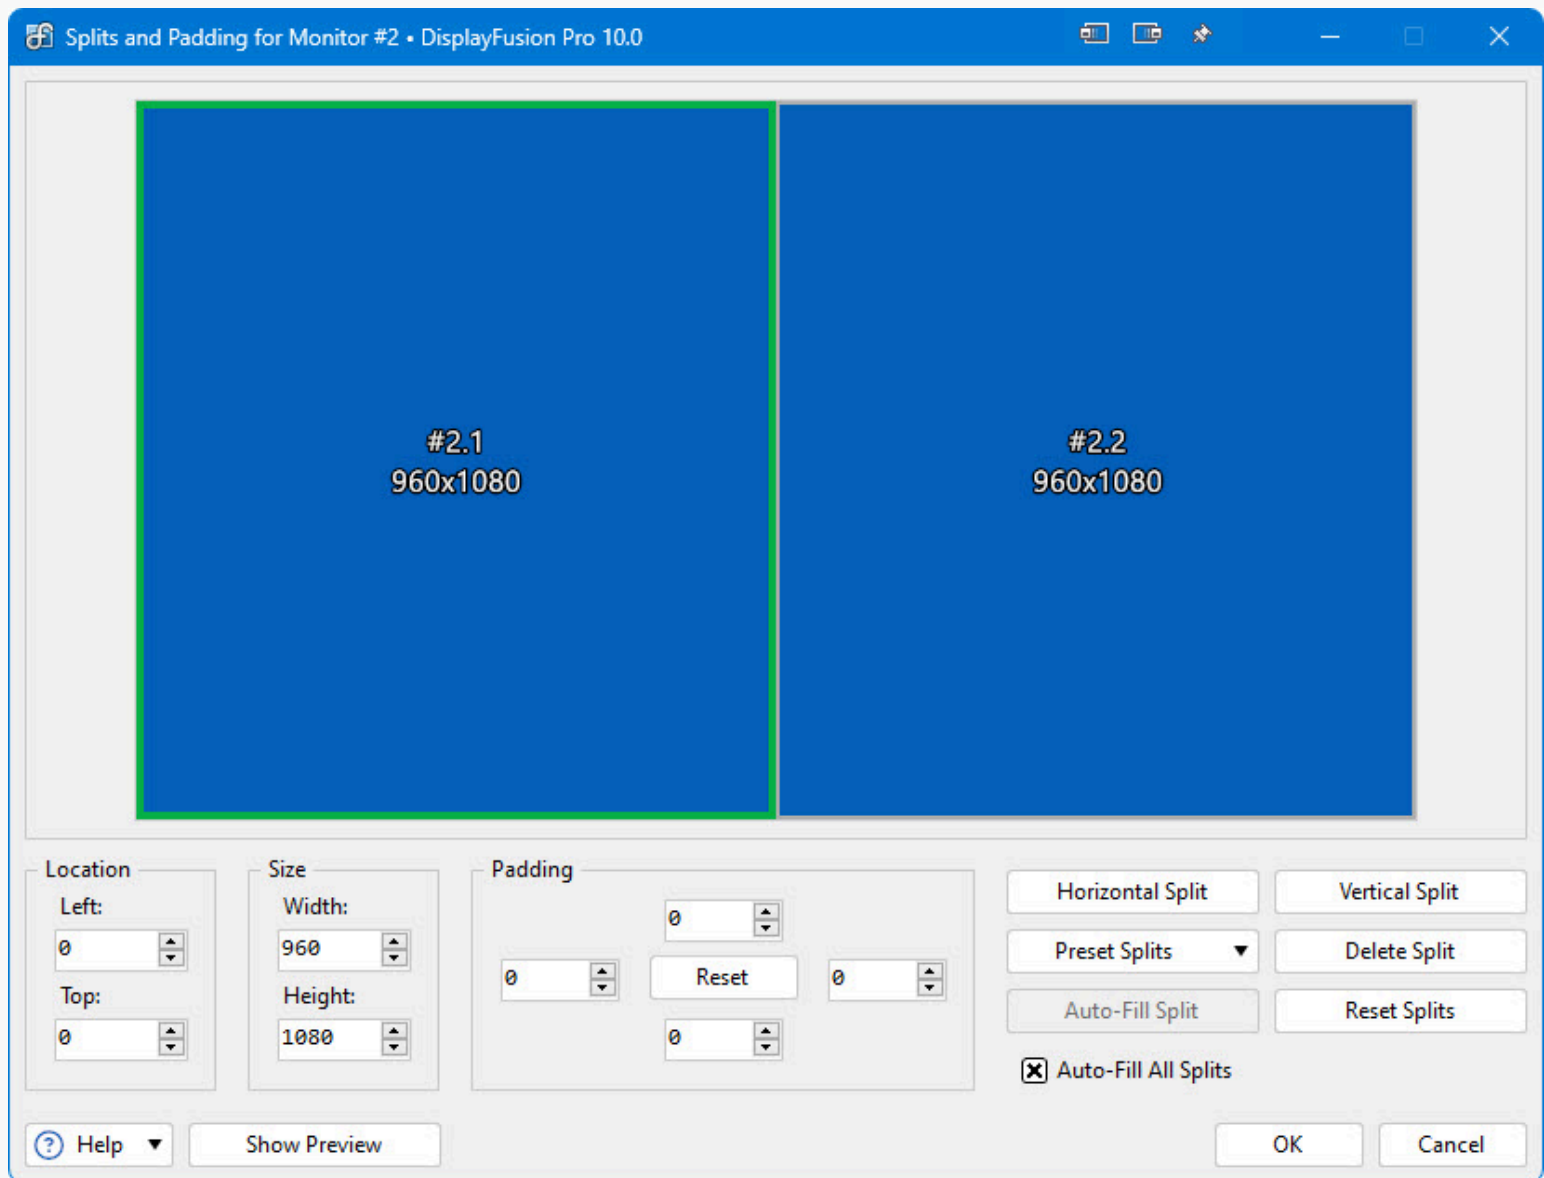 Splits and Padding for Monitor #2 • DisplayFusion Pro 10.0
#2.1
960x1080
#2.2
960x1080
Location
Left:
0
Top:
0
Size
Width:
960
Height:
1080
Padding
0
0
Reset
0
0
Horizontal Split
Vertical Split
Preset Splits
Delete Split
Auto-Fill Split
Reset Splits
Auto-Fill All Splits
? Help
Show Preview
OK
Cancel